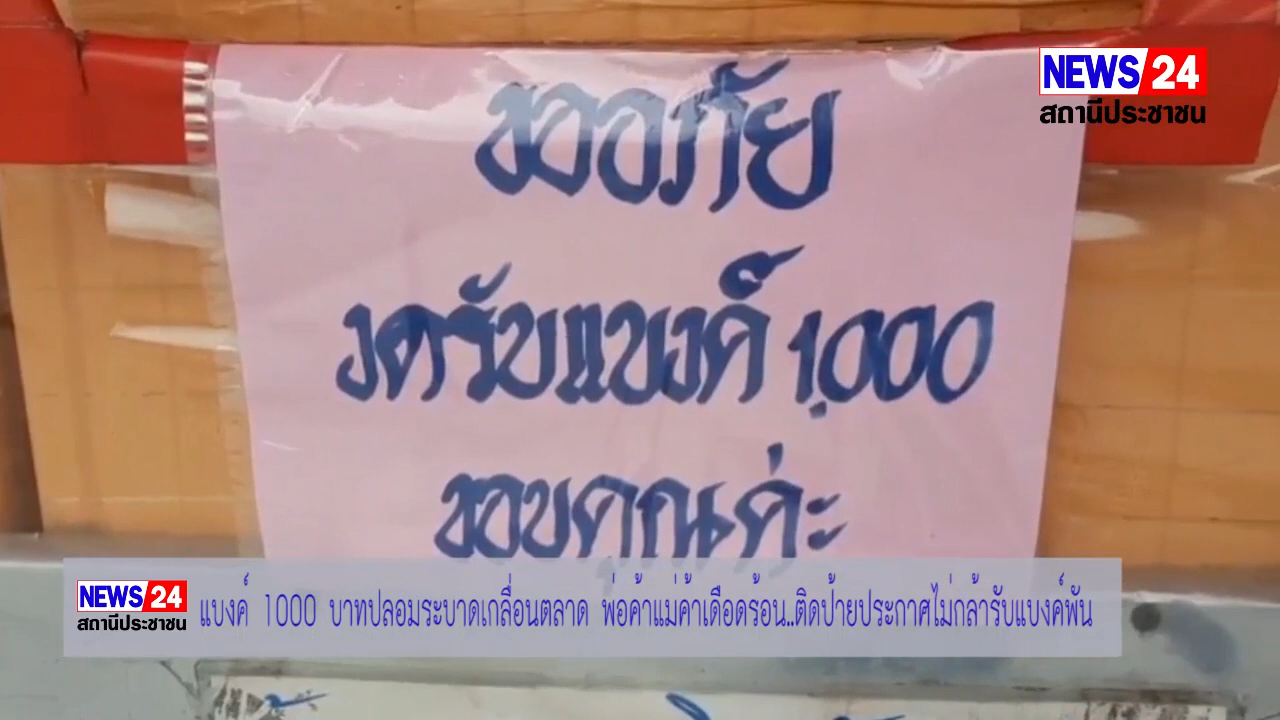 NEWS 24
สถานีประชาชน
ขออภัย
งดรับแบงค์ 1,000
ขอบคุณค่ะ
NEWS 24
สถานีประชาชน
แบงค์ 1000 บาทปลอมระบาดเกลื่อนตลาด พ่อค้าแม่ค้าเดือดร้อน..ติดป้ายประกาศไม่กล้ารับแบงค์พัน